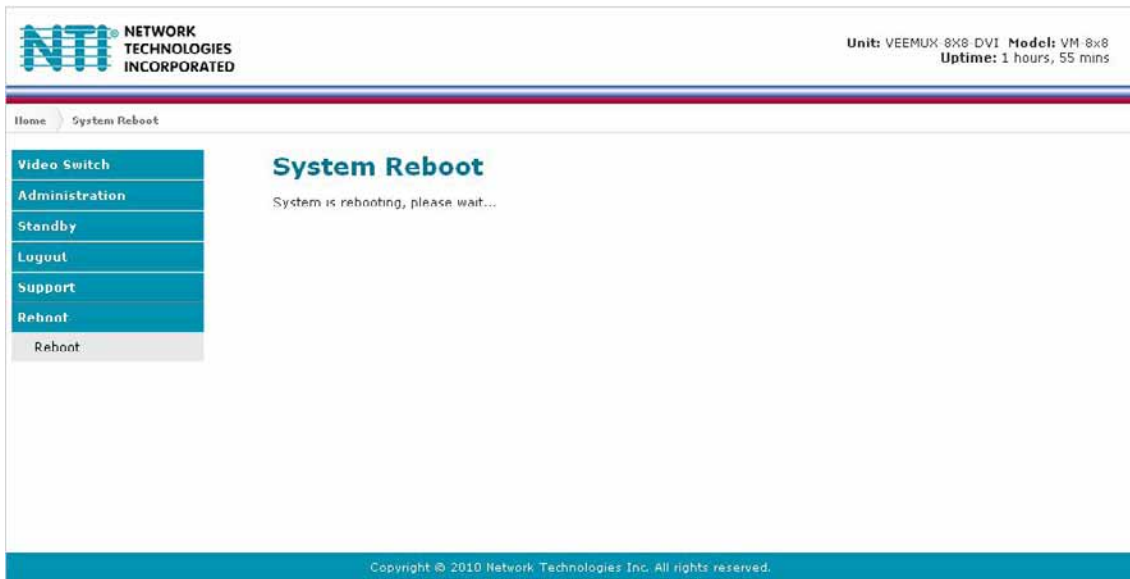 NTI® NETWORK
TECHNOLOGIES
INCORPORATED
Unit: VEEMUX-8X8-DVI Model: VM-8x8
Uptime: 1 hours, 55 mins
Home System Reboot
Video Switch
Administration
Standby
Logout
Support
Reboot
Reboot
System Reboot
System is rebooting, please wait...
Copyright © 2010 Network Technologies Inc. All rights reserved.